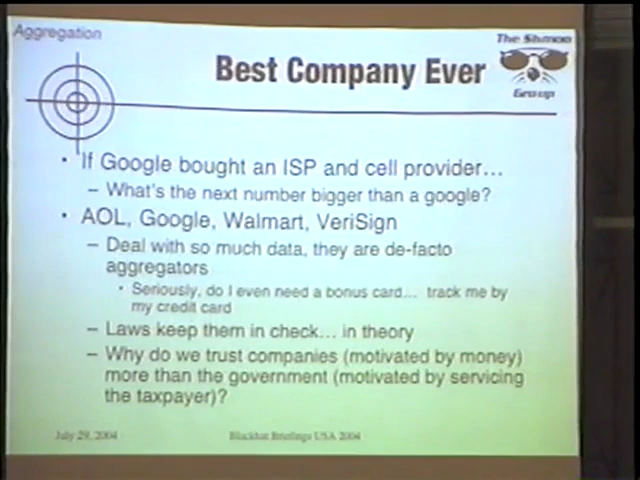 Aggregation
The Shmoo
Group
Best Company Ever
• If Google bought an ISP and cell provider…
– What's the next number bigger than a google?
• AOL, Google, Walmart, VeriSign
– Deal with so much data, they are de-facto
aggregators
• Seriously, do I even need a bonus card… track me by
my credit card
– Laws keep them in check… in theory
– Why do we trust companies (motivated by money)
more than the government (motivated by servicing
the taxpayer)?
July 29, 2004
Blackhat Briefings USA 2004